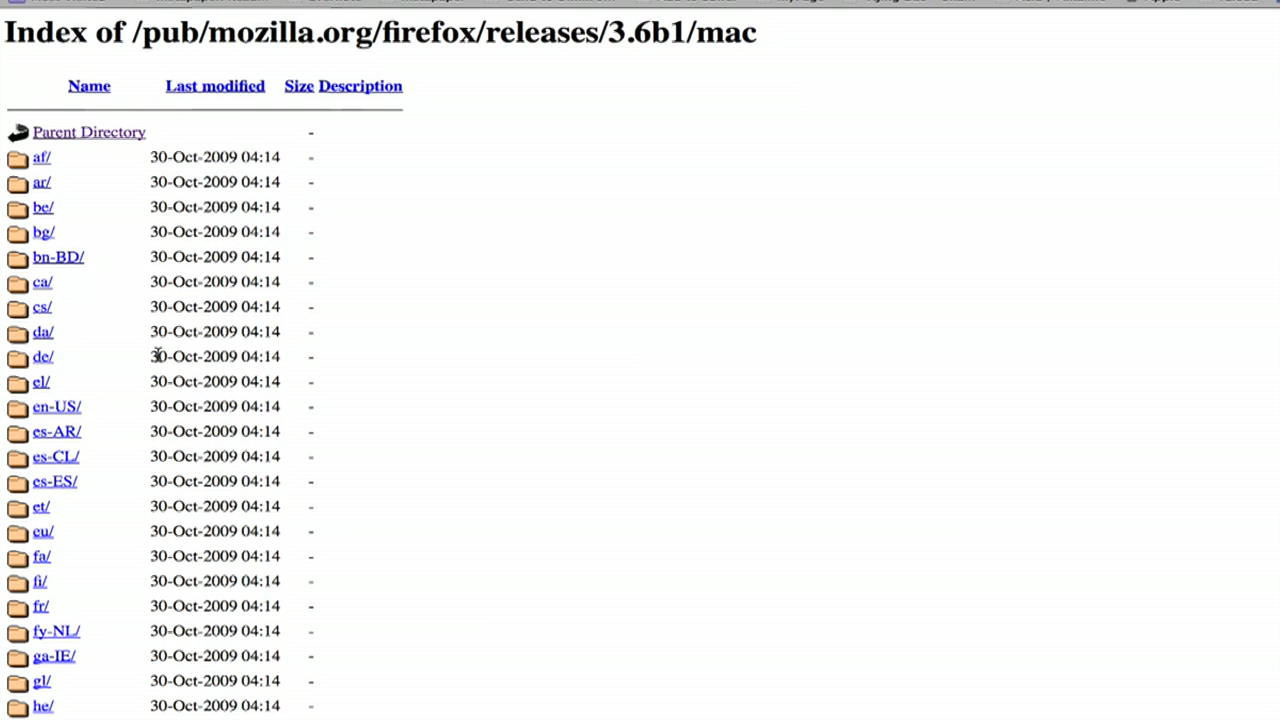 Index of /pub/mozilla.org/firefox/releases/3.6b1/mac
Name Last modified Size Description
Parent Directory -
af/ 30-Oct-2009 04:14 -
ar/ 30-Oct-2009 04:14 -
be/ 30-Oct-2009 04:14 -
bg/ 30-Oct-2009 04:14 -
bn-BD/ 30-Oct-2009 04:14 -
ca/ 30-Oct-2009 04:14 -
cs/ 30-Oct-2009 04:14 -
da/ 30-Oct-2009 04:14 -
de/ 30-Oct-2009 04:14 -
el/ 30-Oct-2009 04:14 -
en-US/ 30-Oct-2009 04:14 -
es-AR/ 30-Oct-2009 04:14 -
es-CL/ 30-Oct-2009 04:14 -
es-ES/ 30-Oct-2009 04:14 -
et/ 30-Oct-2009 04:14 -
eu/ 30-Oct-2009 04:14 -
fa/ 30-Oct-2009 04:14 -
fi/ 30-Oct-2009 04:14 -
fr/ 30-Oct-2009 04:14 -
fy-NL/ 30-Oct-2009 04:14 -
ga-IE/ 30-Oct-2009 04:14 -
gl/ 30-Oct-2009 04:14 -
he/ 30-Oct-2009 04:14 -